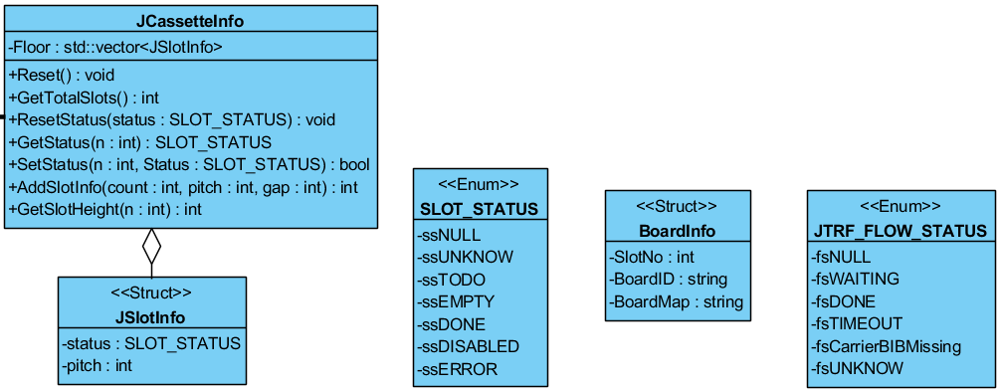 JCassetteInfo
-Floor : std::vector<JSlotInfo>
+Reset() : void
+GetTotalSlots() : int
+ResetStatus(status : SLOT_STATUS) : void
+GetStatus(n : int) : SLOT_STATUS
+SetStatus(n : int, Status : SLOT_STATUS) : bool
+AddSlotInfo(count : int, pitch : int, gap : int) : int
+GetSlotHeight(n : int) : int
<<Struct>>
JSlotInfo
-status : SLOT_STATUS
-pitch : int
<<Enum>>
SLOT_STATUS
-ssNULL
-ssUNKNOW
-ssTODO
-ssEMPTY
-ssDONE
-ssDISABLED
-ssERROR
<<Struct>>
BoardInfo
-SlotNo : int
-BoardID : string
-BoardMap : string
<<Enum>>
JTRF_FLOW_STATUS
-fsNULL
-fsWAITING
-fsDONE
-fsTIMEOUT
-fsCarrierBIBMissing
-fsUNKNOW